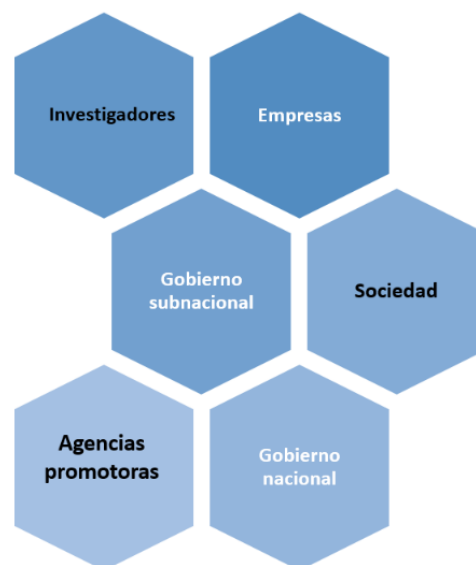 Investigadores
Empresas
Gobierno
subnacional
Sociedad
Agencias
promotoras
Gobierno
nacional